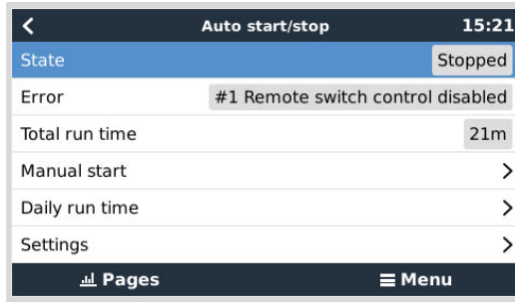 Auto start/stop 15:21
State Stopped
Error #1 Remote switch control disabled
Total run time 21m
Manual start
Daily run time
Settings
Pages Menu